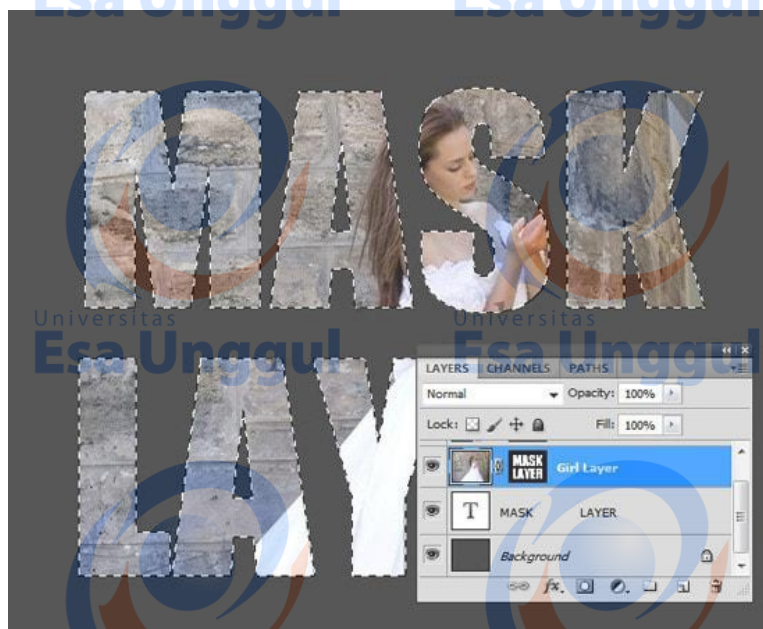 Esa Unggul Esa Unggul
MASK
Universitas Universitas
Esa Unggul Esa Unggul
LAY
LAYERS CHANNELS PATHS
Normal Opacity: 100%
Lock: Fill: 100%
MASK
LAYER
Girl Layer
T MASK LAYER
Background
fx.